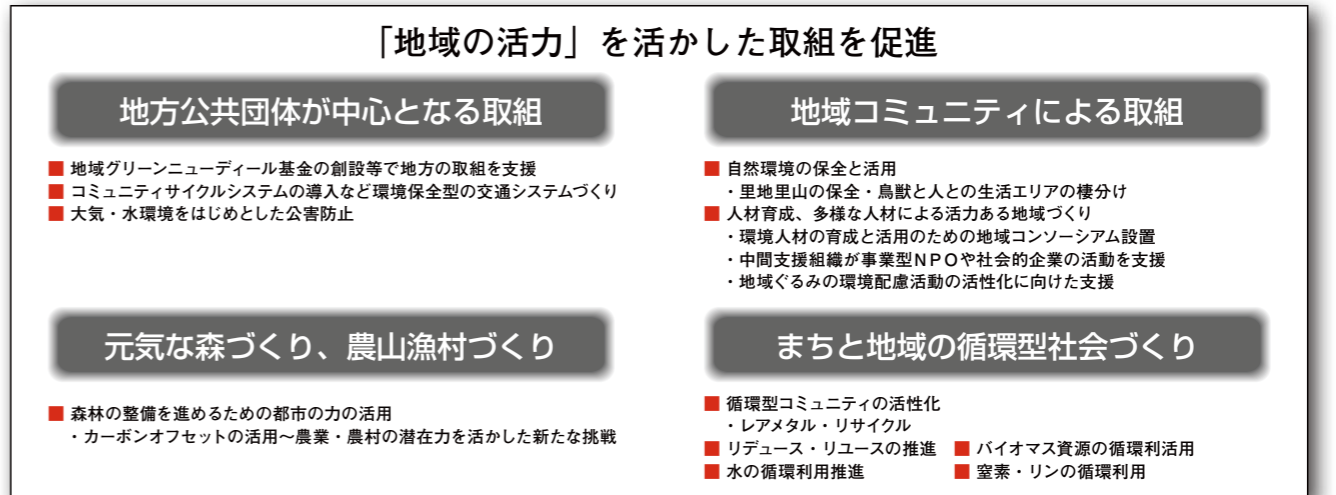 「地域の活力」を活かした取組を促進
地方公共団体が中心となる取組
■ 地域グリーンニューディール基金の創設等で地方の取組を支援
■ コミュニティサイクルシステムの導入など環境保全型の交通システムづくり
■ 大気・水環境をはじめとした公害防止
地域コミュニティによる取組
■ 自然環境の保全と活用
・里地里山の保全・鳥獣と人との生活エリアの棲分け
■ 人材育成、多様な人材による活力ある地域づくり
・環境人材の育成と活用のための地域コンソーシアム設置
・中間支援組織が事業型NPOや社会的企業の活動を支援
・地域ぐるみの環境配慮活動の活性化に向けた支援
元気な森づくり、農山漁村づくり
■ 森林の整備を進めるための都市の力の活用
・カーボンオフセットの活用～農業・農村の潜在力を活かした新たな挑戦
まちと地域の循環型社会づくり
■ 循環型コミュニティの活性化
・レアメタル・リサイクル
■ リデュース・リユースの推進 ■ バイオマス資源の循環利活用
■ 水の循環利用推進 ■ 窒素・リンの循環利用